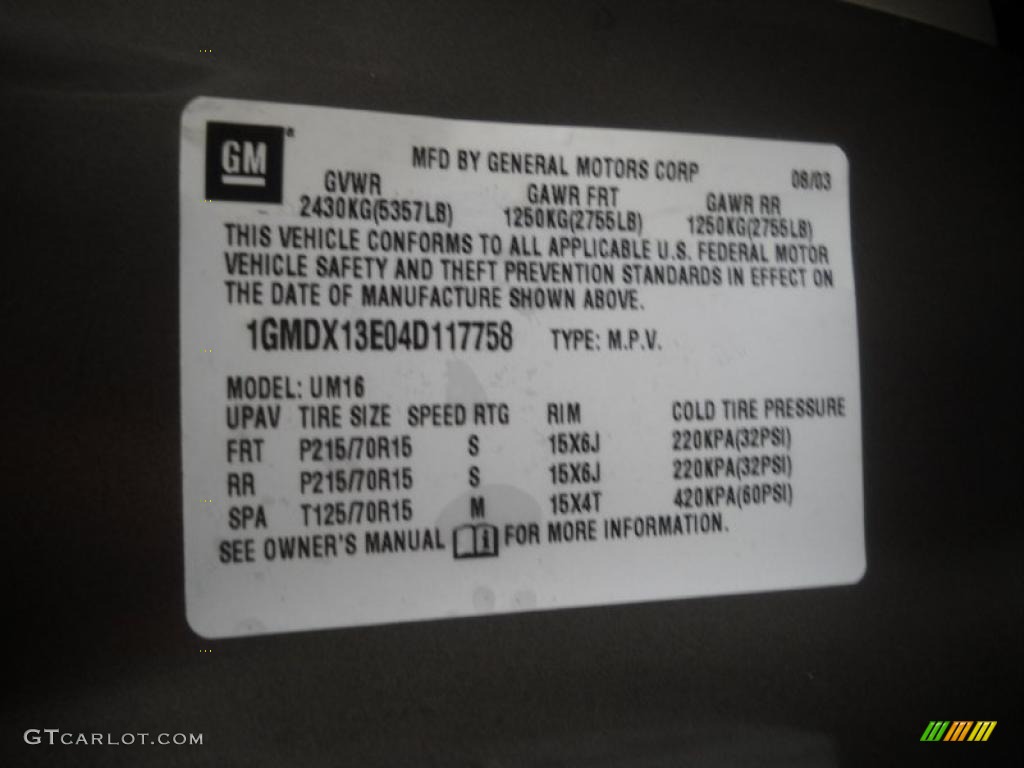 GM
MFD BY GENERAL MOTORS CORP 08/03
GVWR GAWR FRT GAWR RR
2430KG(5357LB) 1250KG(2755LB) 1250KG(2755LB)
THIS VEHICLE CONFORMS TO ALL APPLICABLE U.S. FEDERAL MOTOR
VEHICLE SAFETY AND THEFT PREVENTION STANDARDS IN EFFECT ON
THE DATE OF MANUFACTURE SHOWN ABOVE.
1GMDX13E04D117758 TYPE: M.P.V.
MODEL: UM16
UPAV TIRE SIZE SPEED RTG RIM COLD TIRE PRESSURE
FRT P215/70R15 S 15X6J 220KPA(32PSI)
RR P215/70R15 S 15X6J 220KPA(32PSI)
SPA T125/70R15 M 15X4T 420KPA(60PSI)
SEE OWNER'S MANUAL FOR MORE INFORMATION.
GTCARLOT.COM